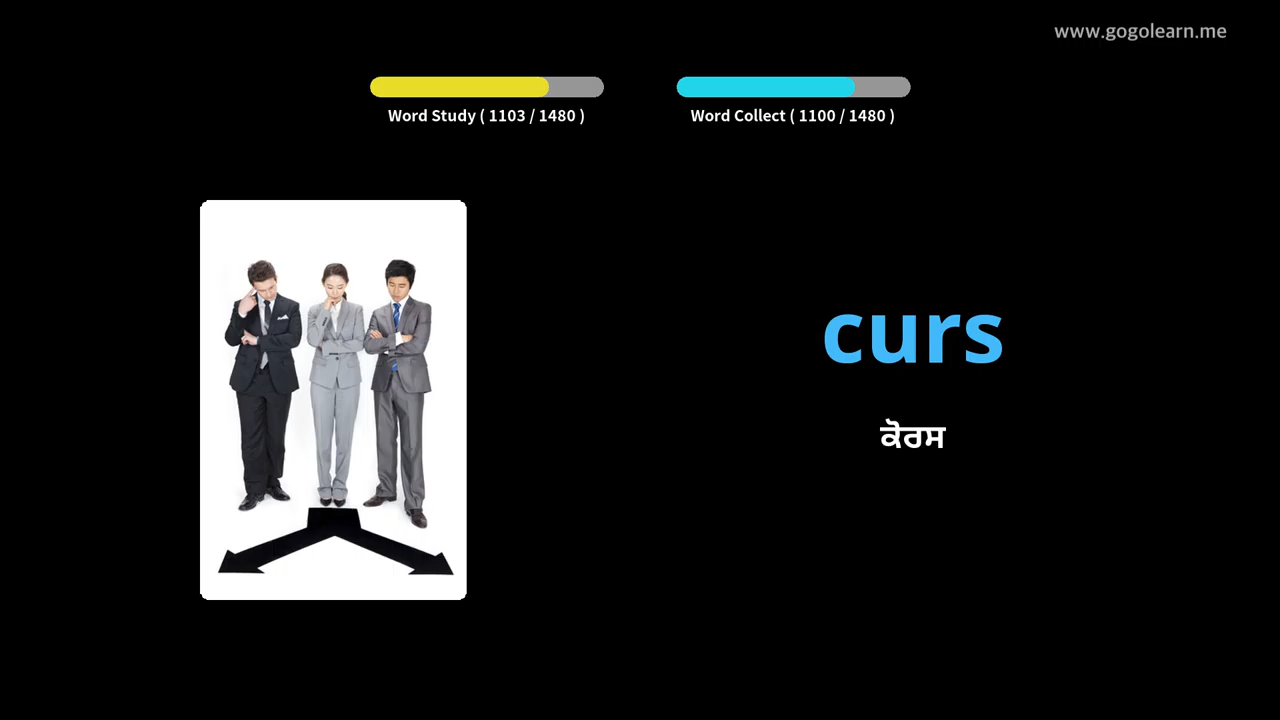 www.gogolearn.me
Word Study ( 1103 / 1480 )
Word Collect ( 1100 / 1480 )
curs
ਕੋਰਸ